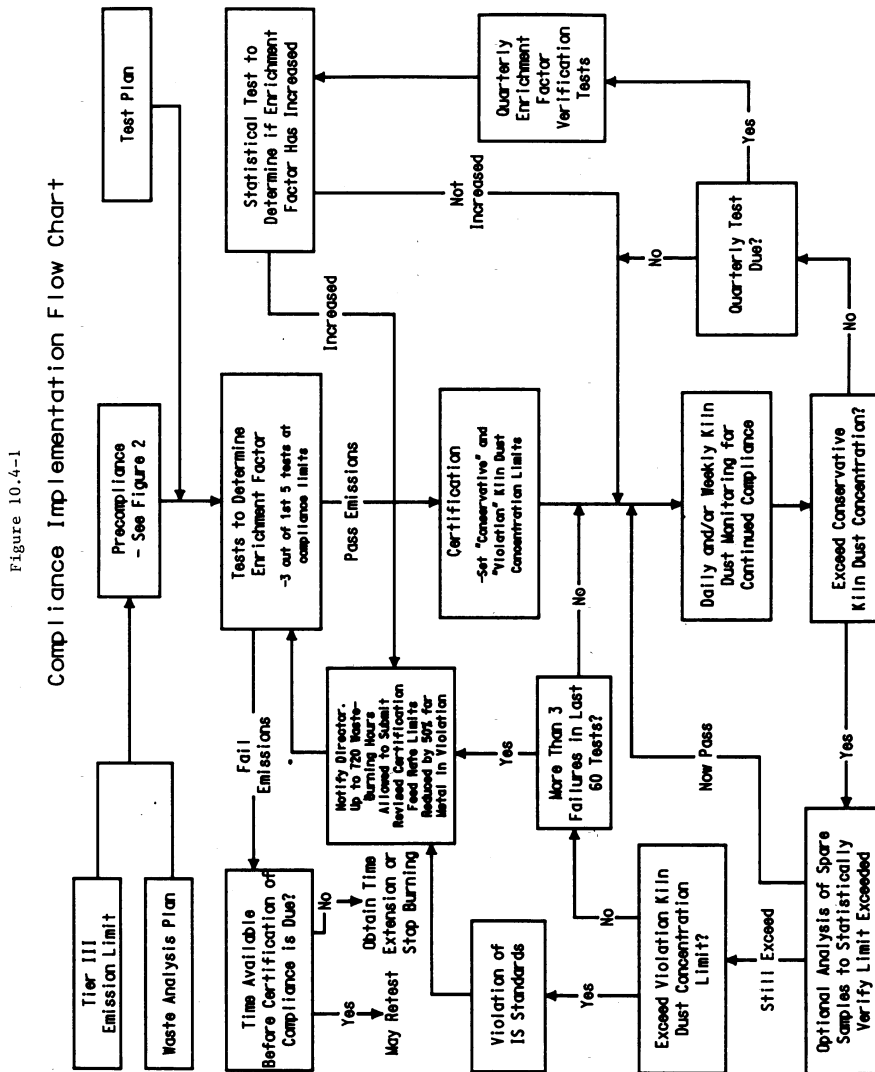 Figure 10.4-1
Compliance Implementation Flow Chart
Tier III
Emission Limit
Waste Analysis Plan
Precompliance
- See Figure 2
Test Plan
Time Available
Before Certification of
Compliance is Due?
Yes
May Retest
No
Obtain Time
Extension or
Stop Burning
Fail
Emissions
Tests to Determine
Enrichment Factor
-3 out of 1st 5 tests at
compliance limits
Pass Emissions
Statistical Test to
Determine if Enrichment
Factor Has Increased
Increased
Not
Increased
Notify Director.
Up to 720 Waste-
Burning Hours
Allowed to Submit
Revised Certification
Feed Rate Limits
Reduced by 50% for
Metal in Violation
Certification
-Set "Conservative" and
"Violation" Kiln Dust
Concentration Limits
Violation of
IS Standards
Yes
More Than 3
Failures in Last
60 Tests?
No
Quarterly
Enrichment
Factor
Verification
Tests
Yes
No
Exceed Violation Kiln
Dust Concentration
Limit?
Still Exceed
Now Pass
Daily and/or Weekly Kiln
Dust Monitoring for
Continued Compliance
No
Quarterly Test
Due?
Yes
Optional Analysis of Spare
Samples to Statistically
Verify Limit Exceeded
Yes
Exceed Conservative
Kiln Dust Concentration?
No